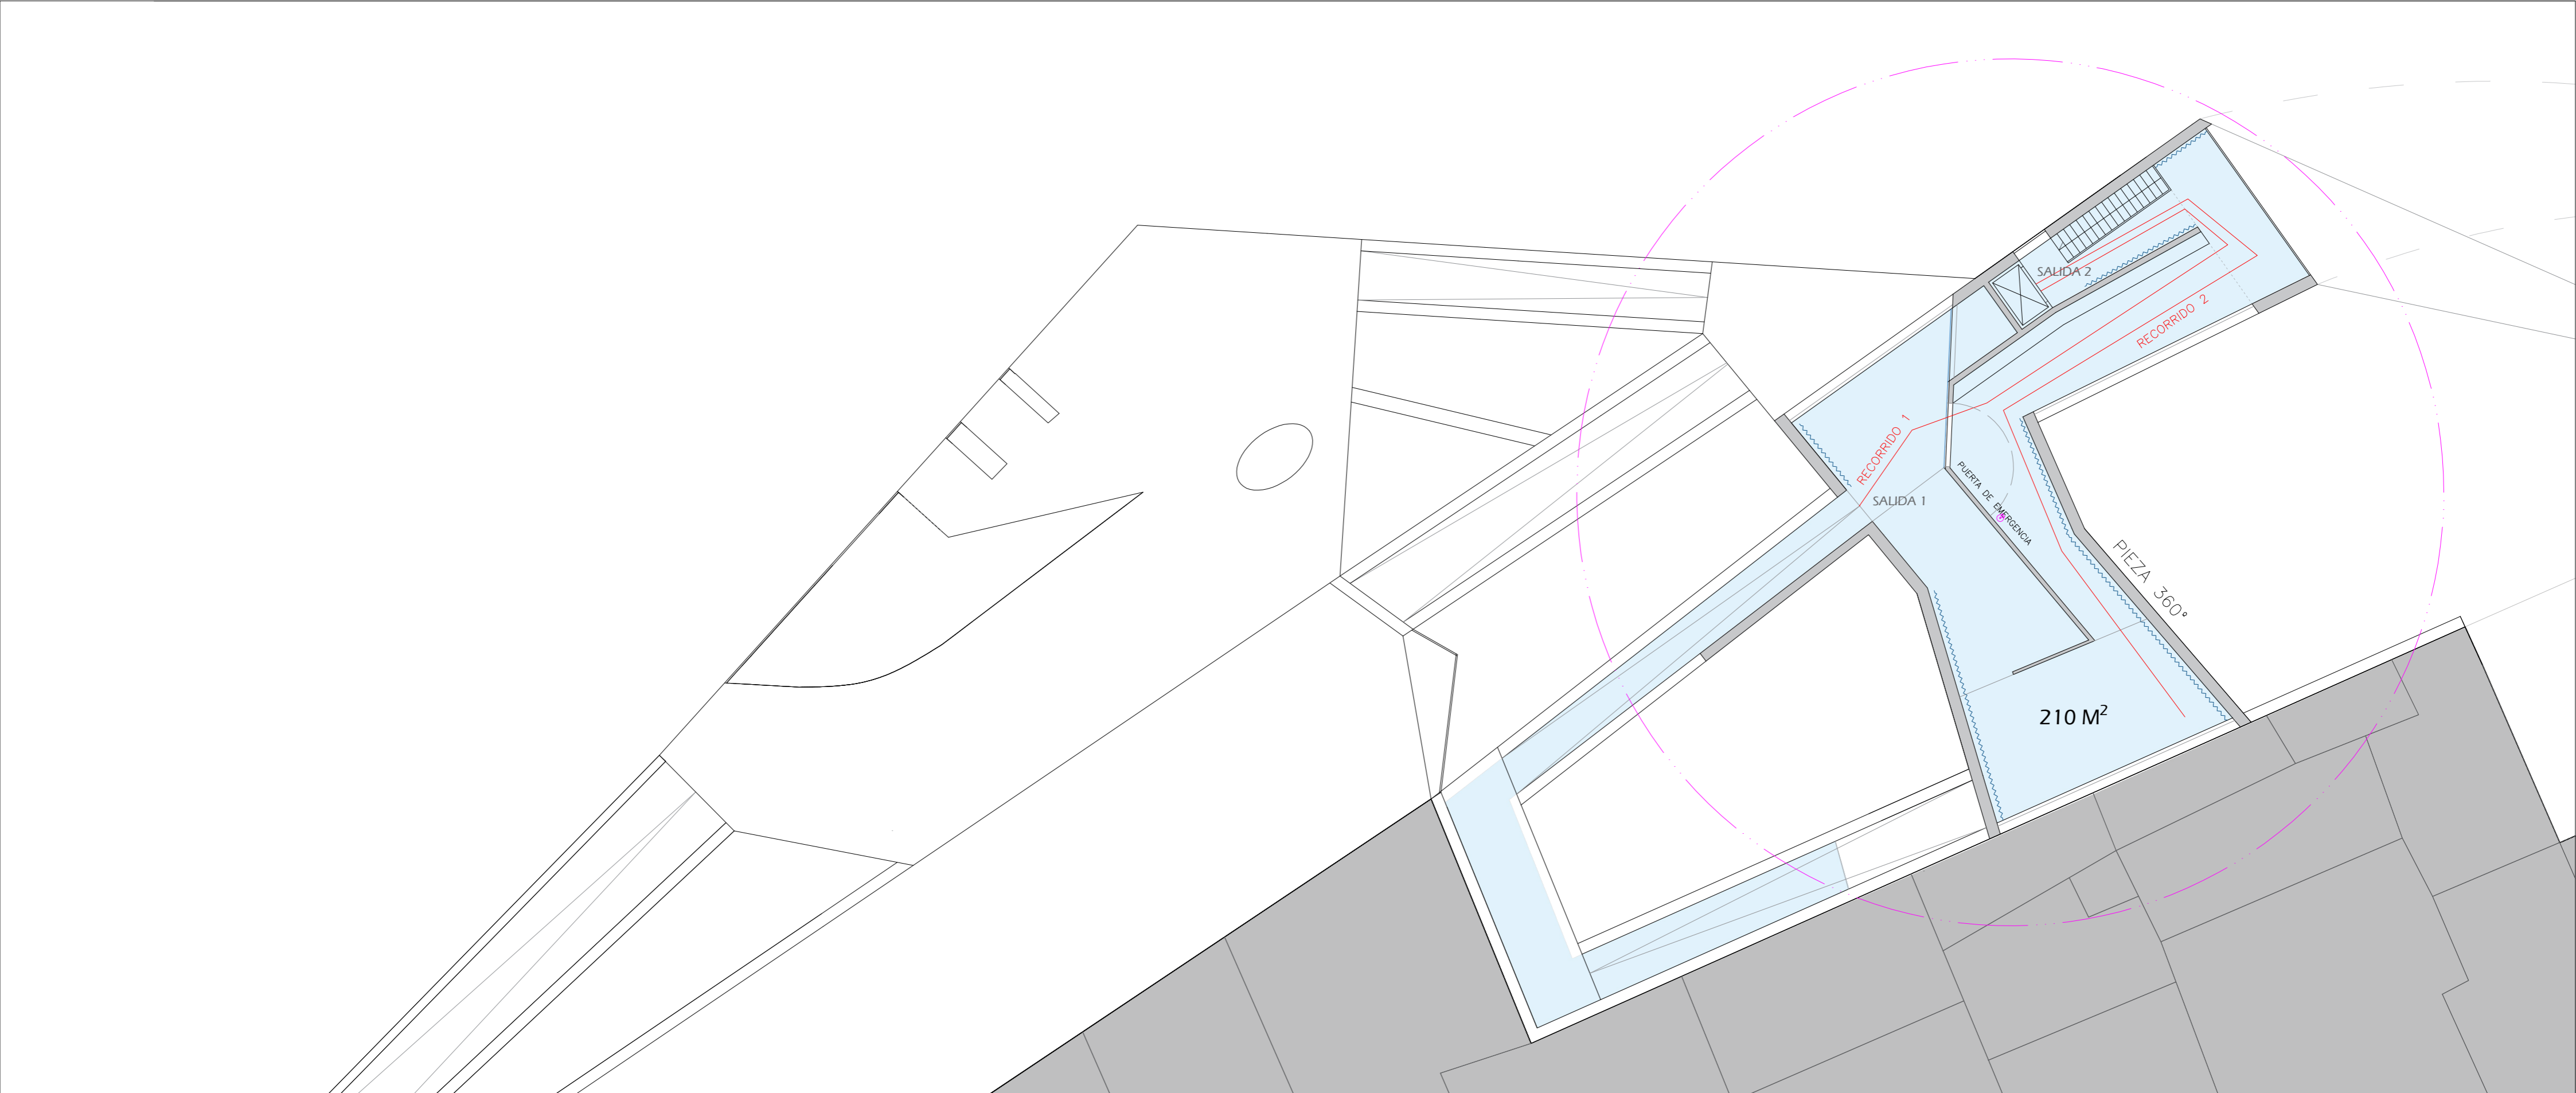 SALIDA 2
RECORRIDO 2
RECORRIDO 1
SALIDA 1
PUERTA DE EMERGENCIA
PIEZA 360°
210 M²